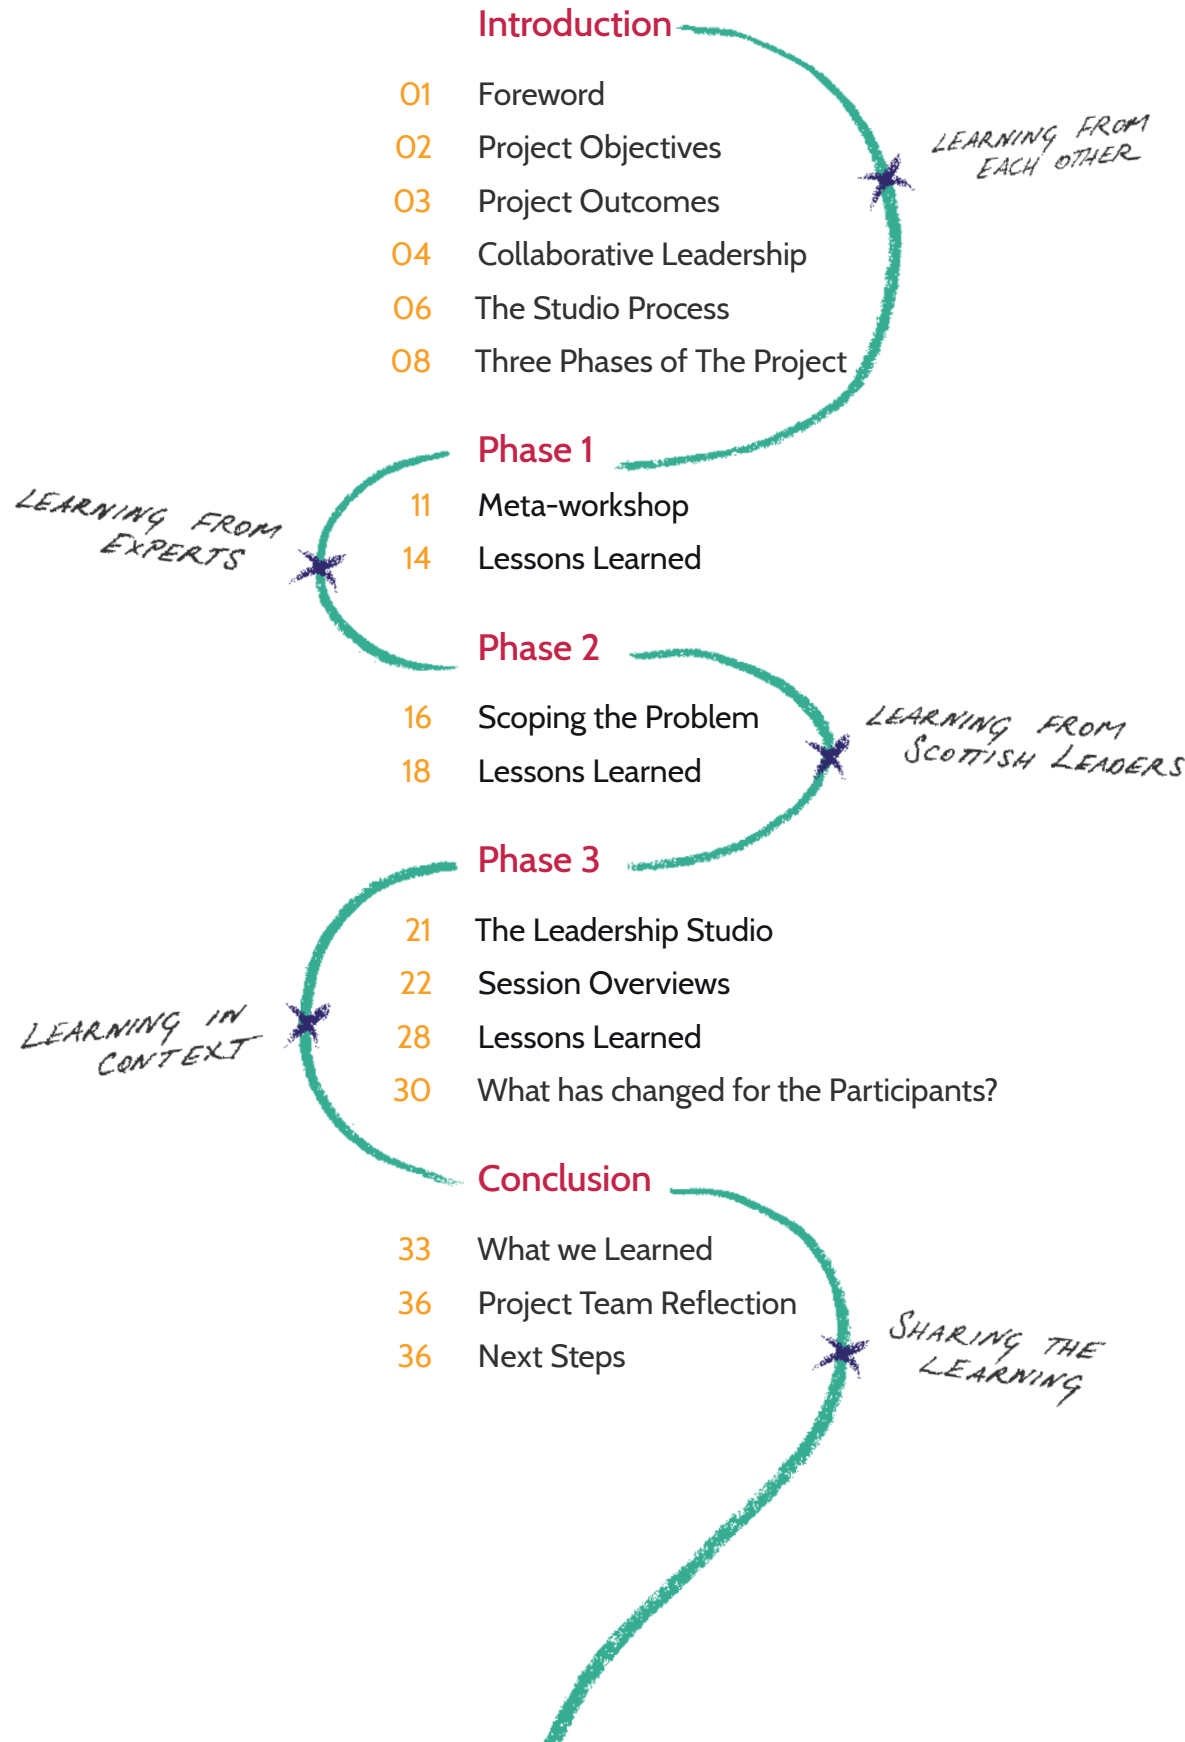 Introduction
01 Foreword
02 Project Objectives
03 Project Outcomes
04 Collaborative Leadership
06 The Studio Process
08 Three Phases of The Project
LEARNING FROM
EACH OTHER
Phase 1
11 Meta-workshop
14 Lessons Learned
LEARNING FROM
EXPERTS
Phase 2
16 Scoping the Problem
18 Lessons Learned
LEARNING FROM
SCOTTISH LEADERS
Phase 3
21 The Leadership Studio
22 Session Overviews
28 Lessons Learned
30 What has changed for the Participants?
LEARNING IN
CONTEXT
Conclusion
33 What we Learned
36 Project Team Reflection
36 Next Steps
SHARING THE
LEARNING